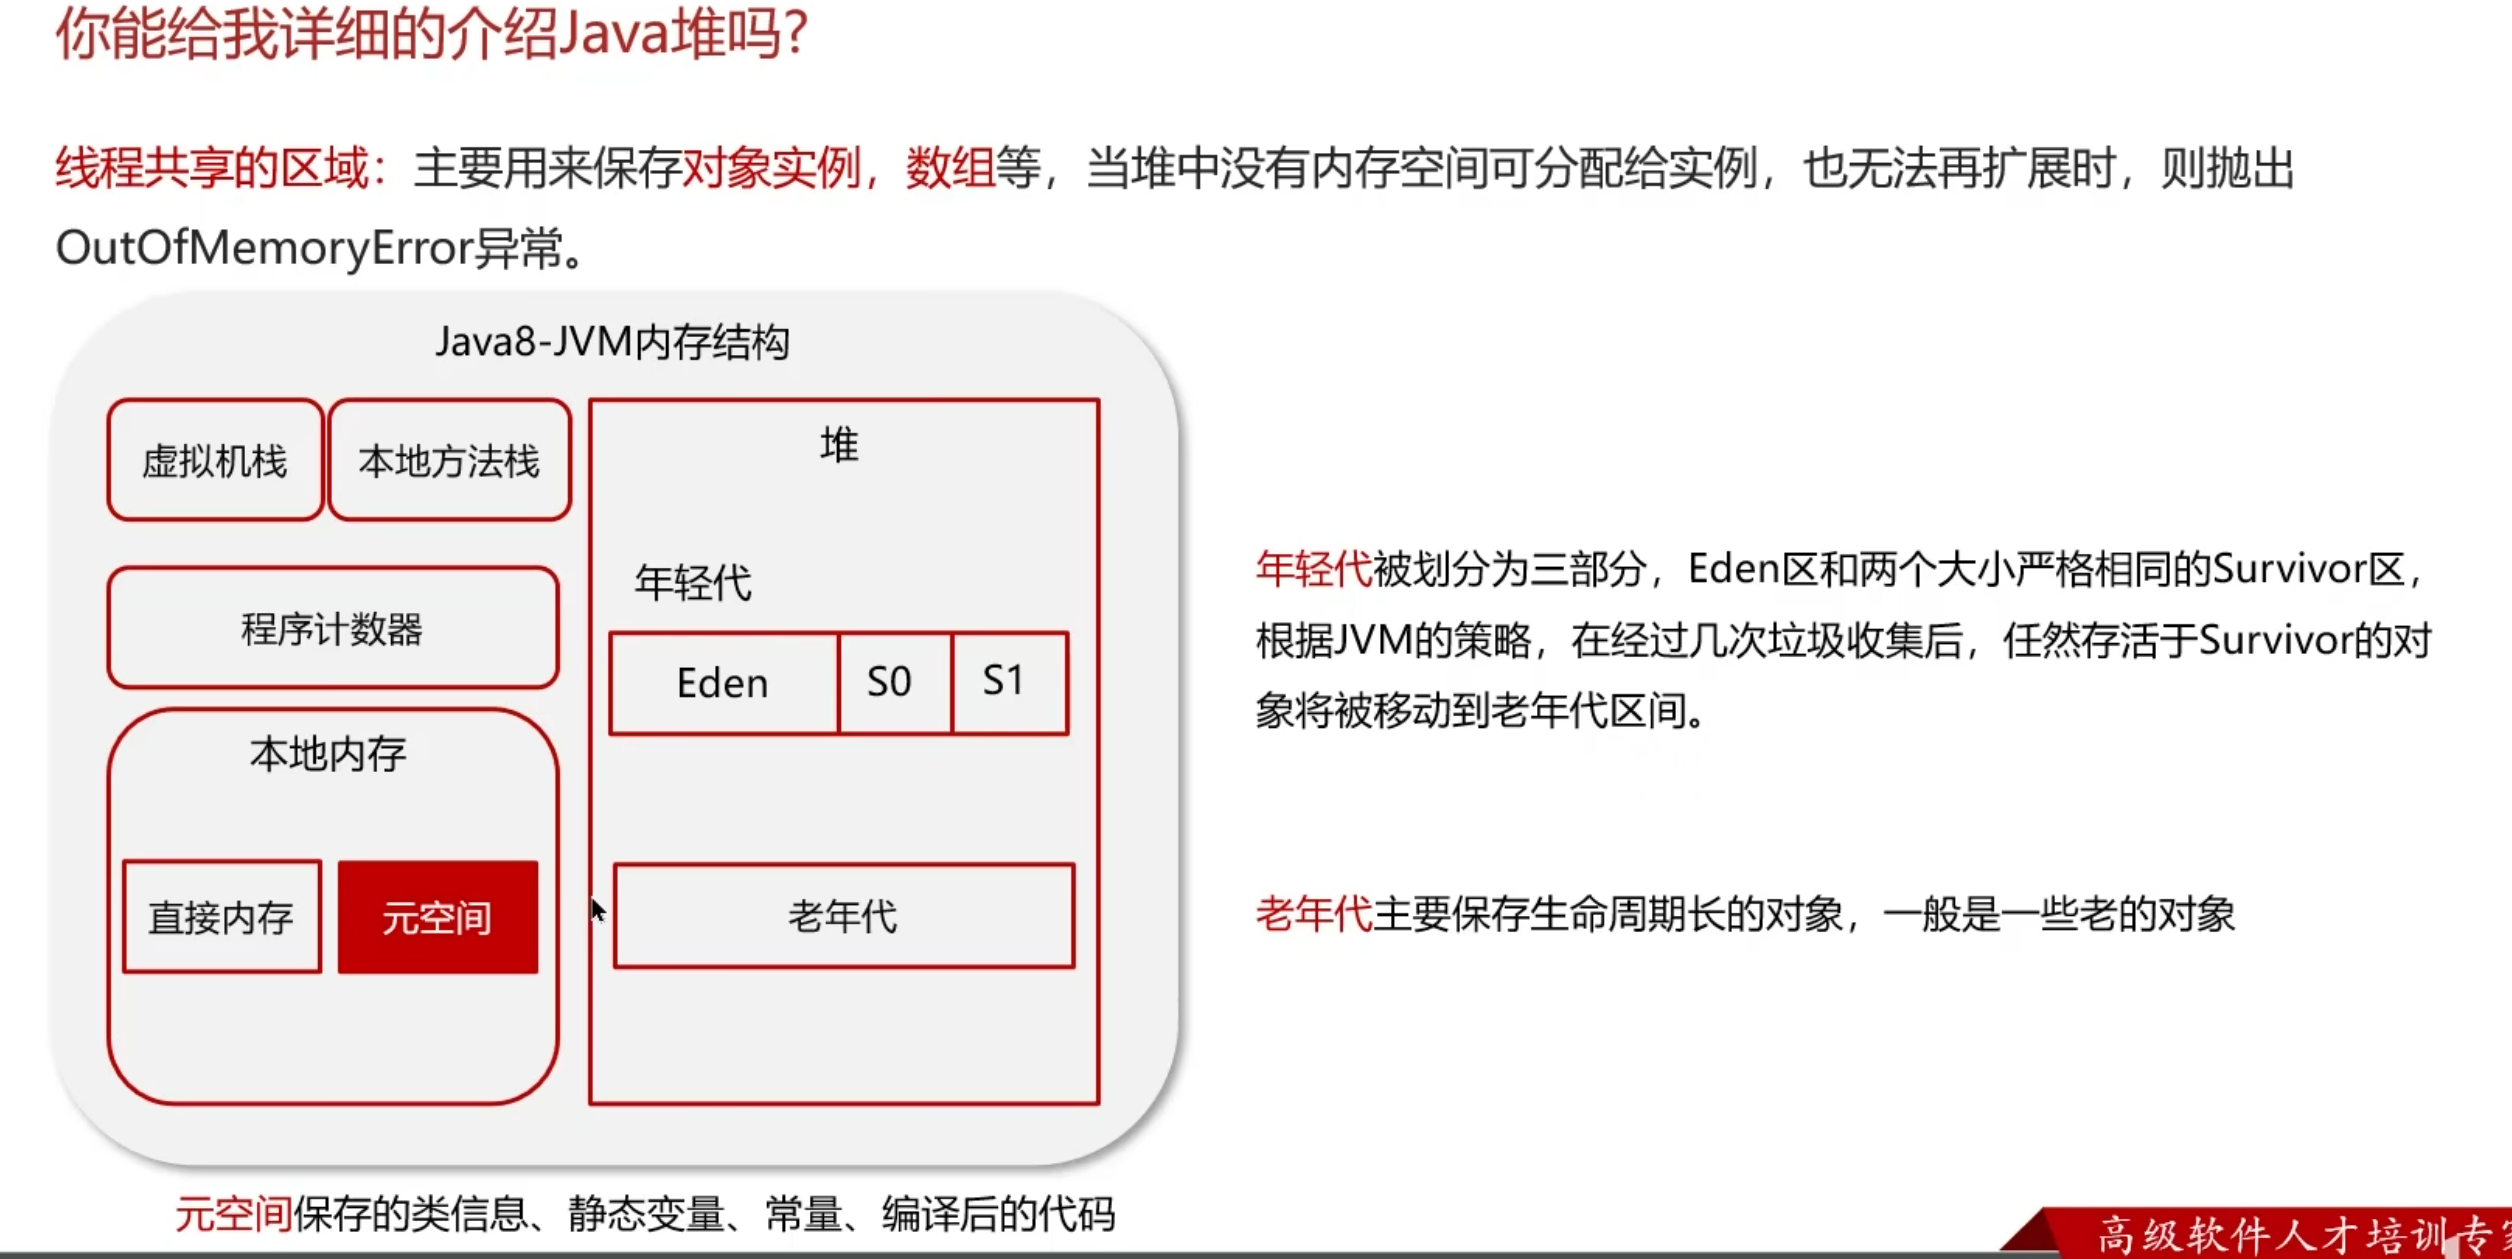 你能给我详细的介绍Java堆吗?
线程共享的区域：主要用来保存对象实例，数组等，当堆中没有内存空间可分配给实例，也无法再扩展时，则抛出
OutOfMemoryError异常。
Java8-JVM内存结构
虚拟机栈
本地方法栈
堆
年轻代
程序计数器
Eden
S0
S1
本地内存
直接内存
元空间
老年代
年轻代被划分为三部分，Eden区和两个大小严格相同的Survivor区，
根据JVM的策略，在经过几次垃圾收集后，任然存活于Survivor的对
象将被移动到老年代区间。
老年代主要保存生命周期长的对象，一般是一些老的对象
元空间保存的类信息、静态变量、常量、编译后的代码
高级软件人才培训专